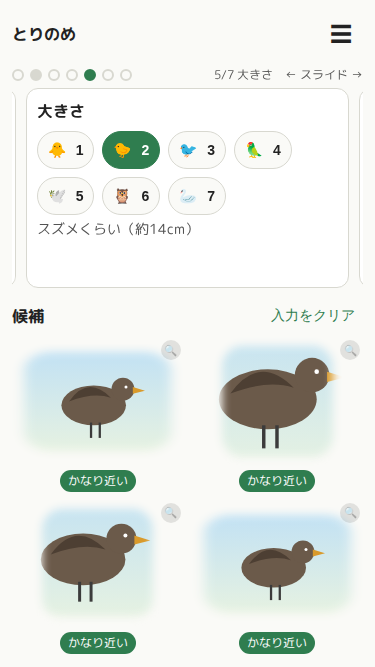 とりのめ
5/7 大きさ ← スライド →
大きさ
1 2 3 4
5 6 7
スズメくらい（約14cm）
候補 入力をクリア
かなり近い かなり近い
かなり近い かなり近い